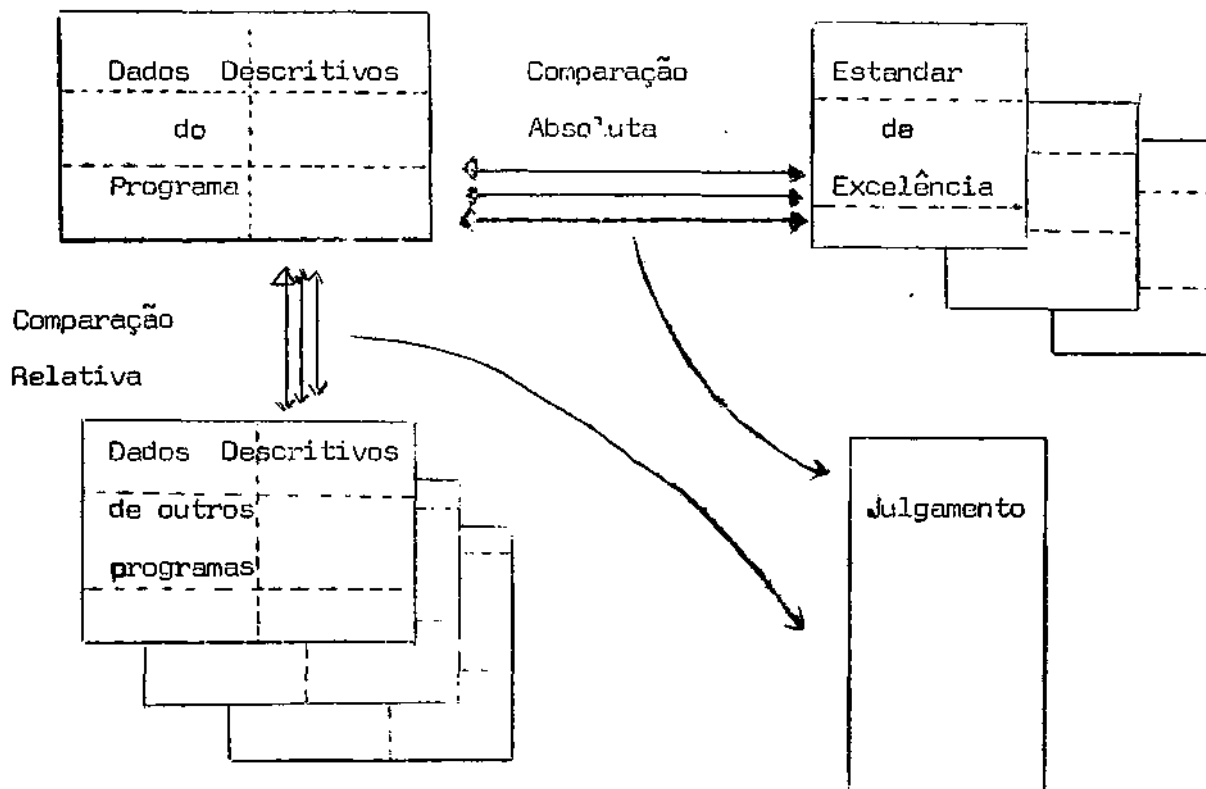 Dados Descritivos
do
Programa
Comparação
Absoluta
Estandar
de
Excelência
Comparação
Relativa
Dados Descritivos
de outros
programas
Julgamento